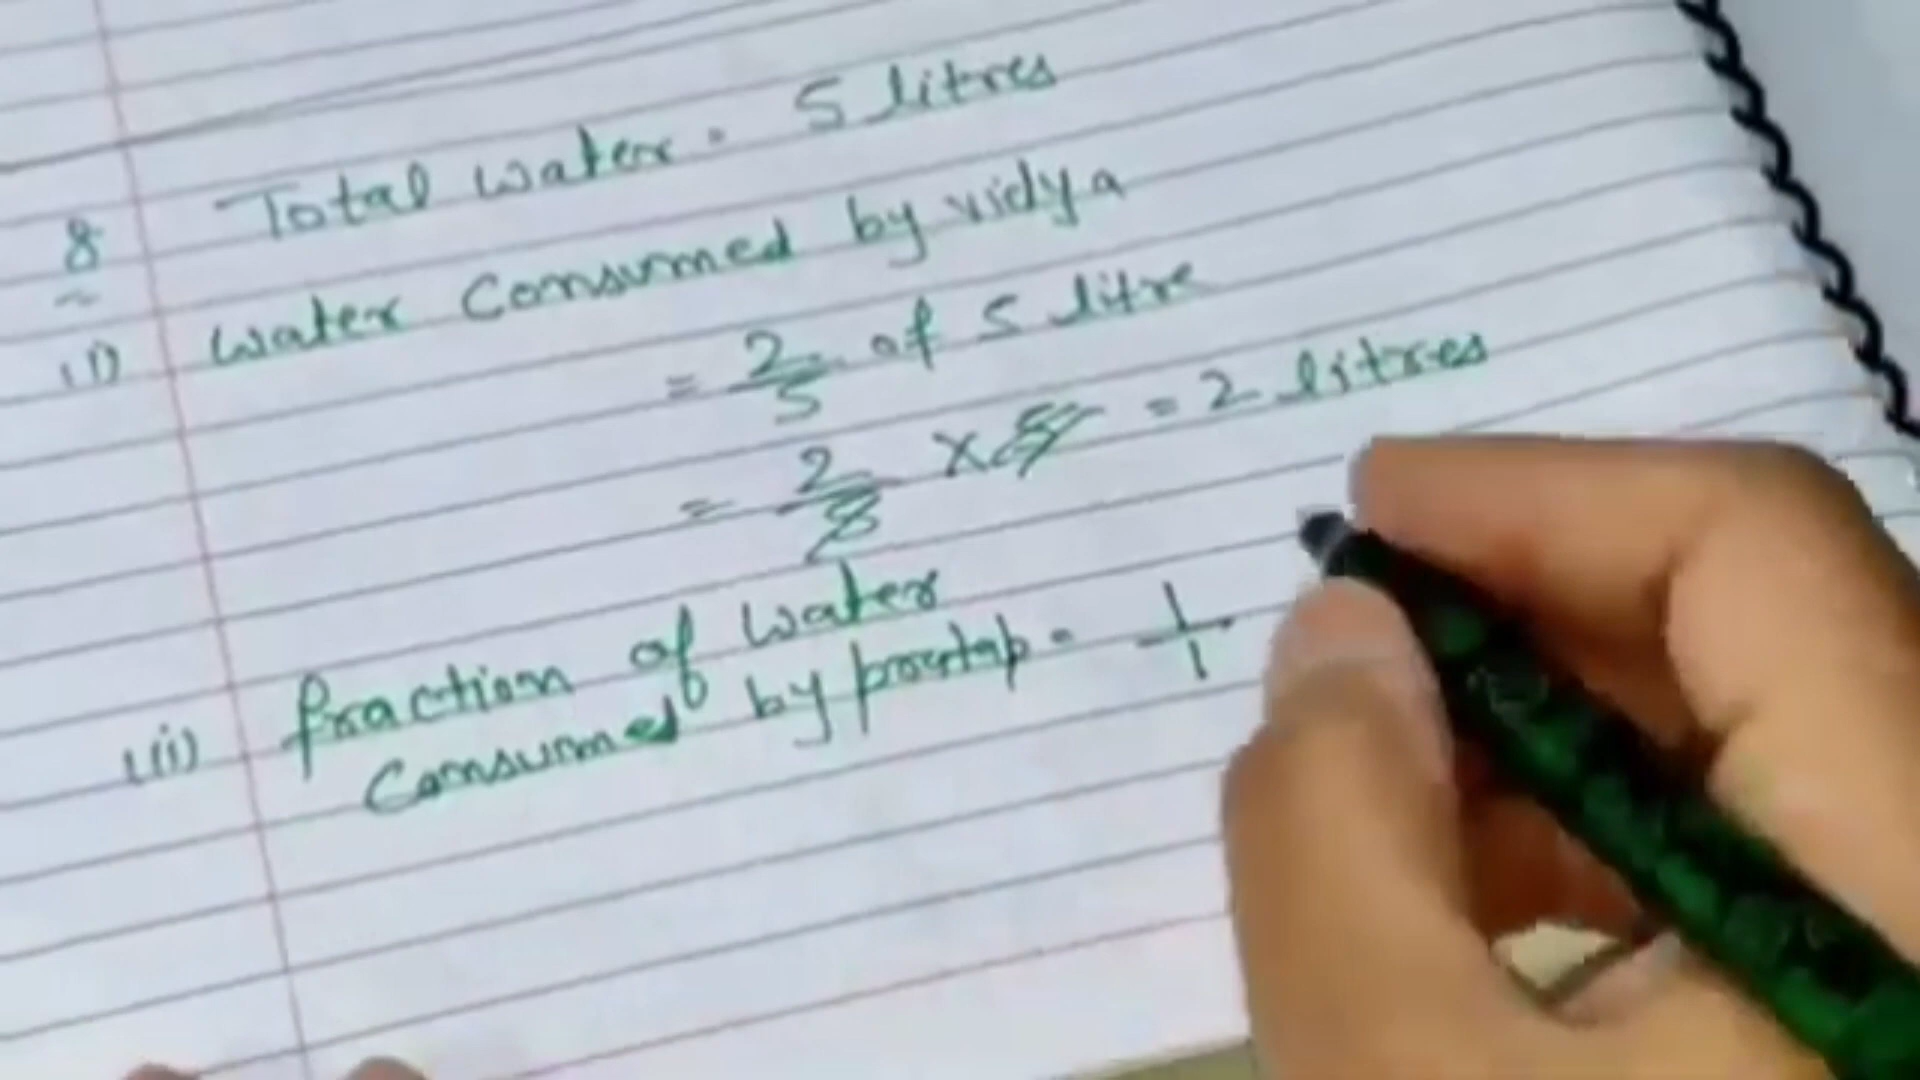 8 Total water = 5 litres
(i) water consumed by vidya
= 2/5 of 5 litre
= 2/5 × 5 = 2 litres
(ii) fraction of water
consumed by pratap = 1/1